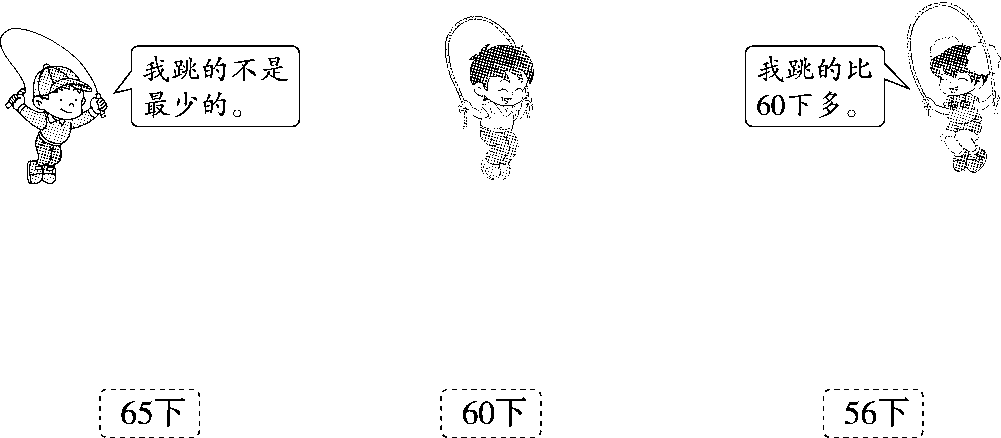 我跳的不是
最少的。
我跳的比
60下多。
65下
60下
56下